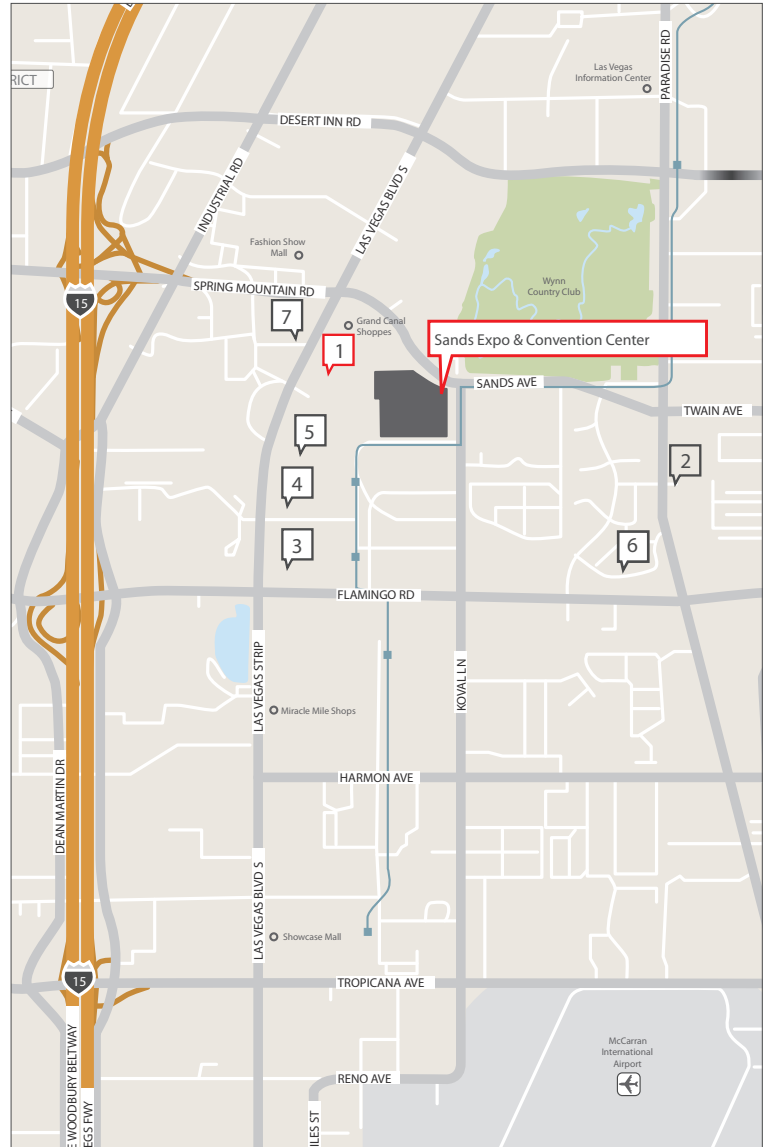 RICT
Las Vegas
Information Center
PARADISE RD
DESERT INN RD
INDUSTRIAL RD
LAS VEGAS BLVD S
Fashion Show
Mall
SPRING MOUNTAIN RD
Wynn
Country Club
15
7
Grand Canal
Shoppes
1
Sands Expo & Convention Center
SANDS AVE
TWAIN AVE
5
2
4
3
6
FLAMINGO RD
LAS VEGAS STRIP
KOVAL LN
Miracle Mile Shops
HARMON AVE
DEAN MARTIN DR
LAS VEGAS BLVD S
Showcase Mall
15
TROPICANA AVE
McCarran
International
Airport
RENO AVE
E WOODBURY BELTWAY
EGS FWY
ILES ST